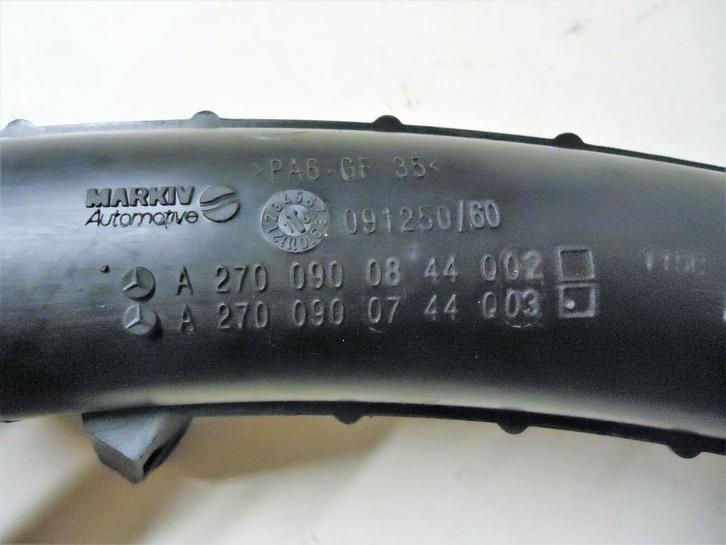 >PA6-GF 35<
MARKIV
Automotive
091250/60
A 270 090 08 44 002
A 270 090 07 44 003